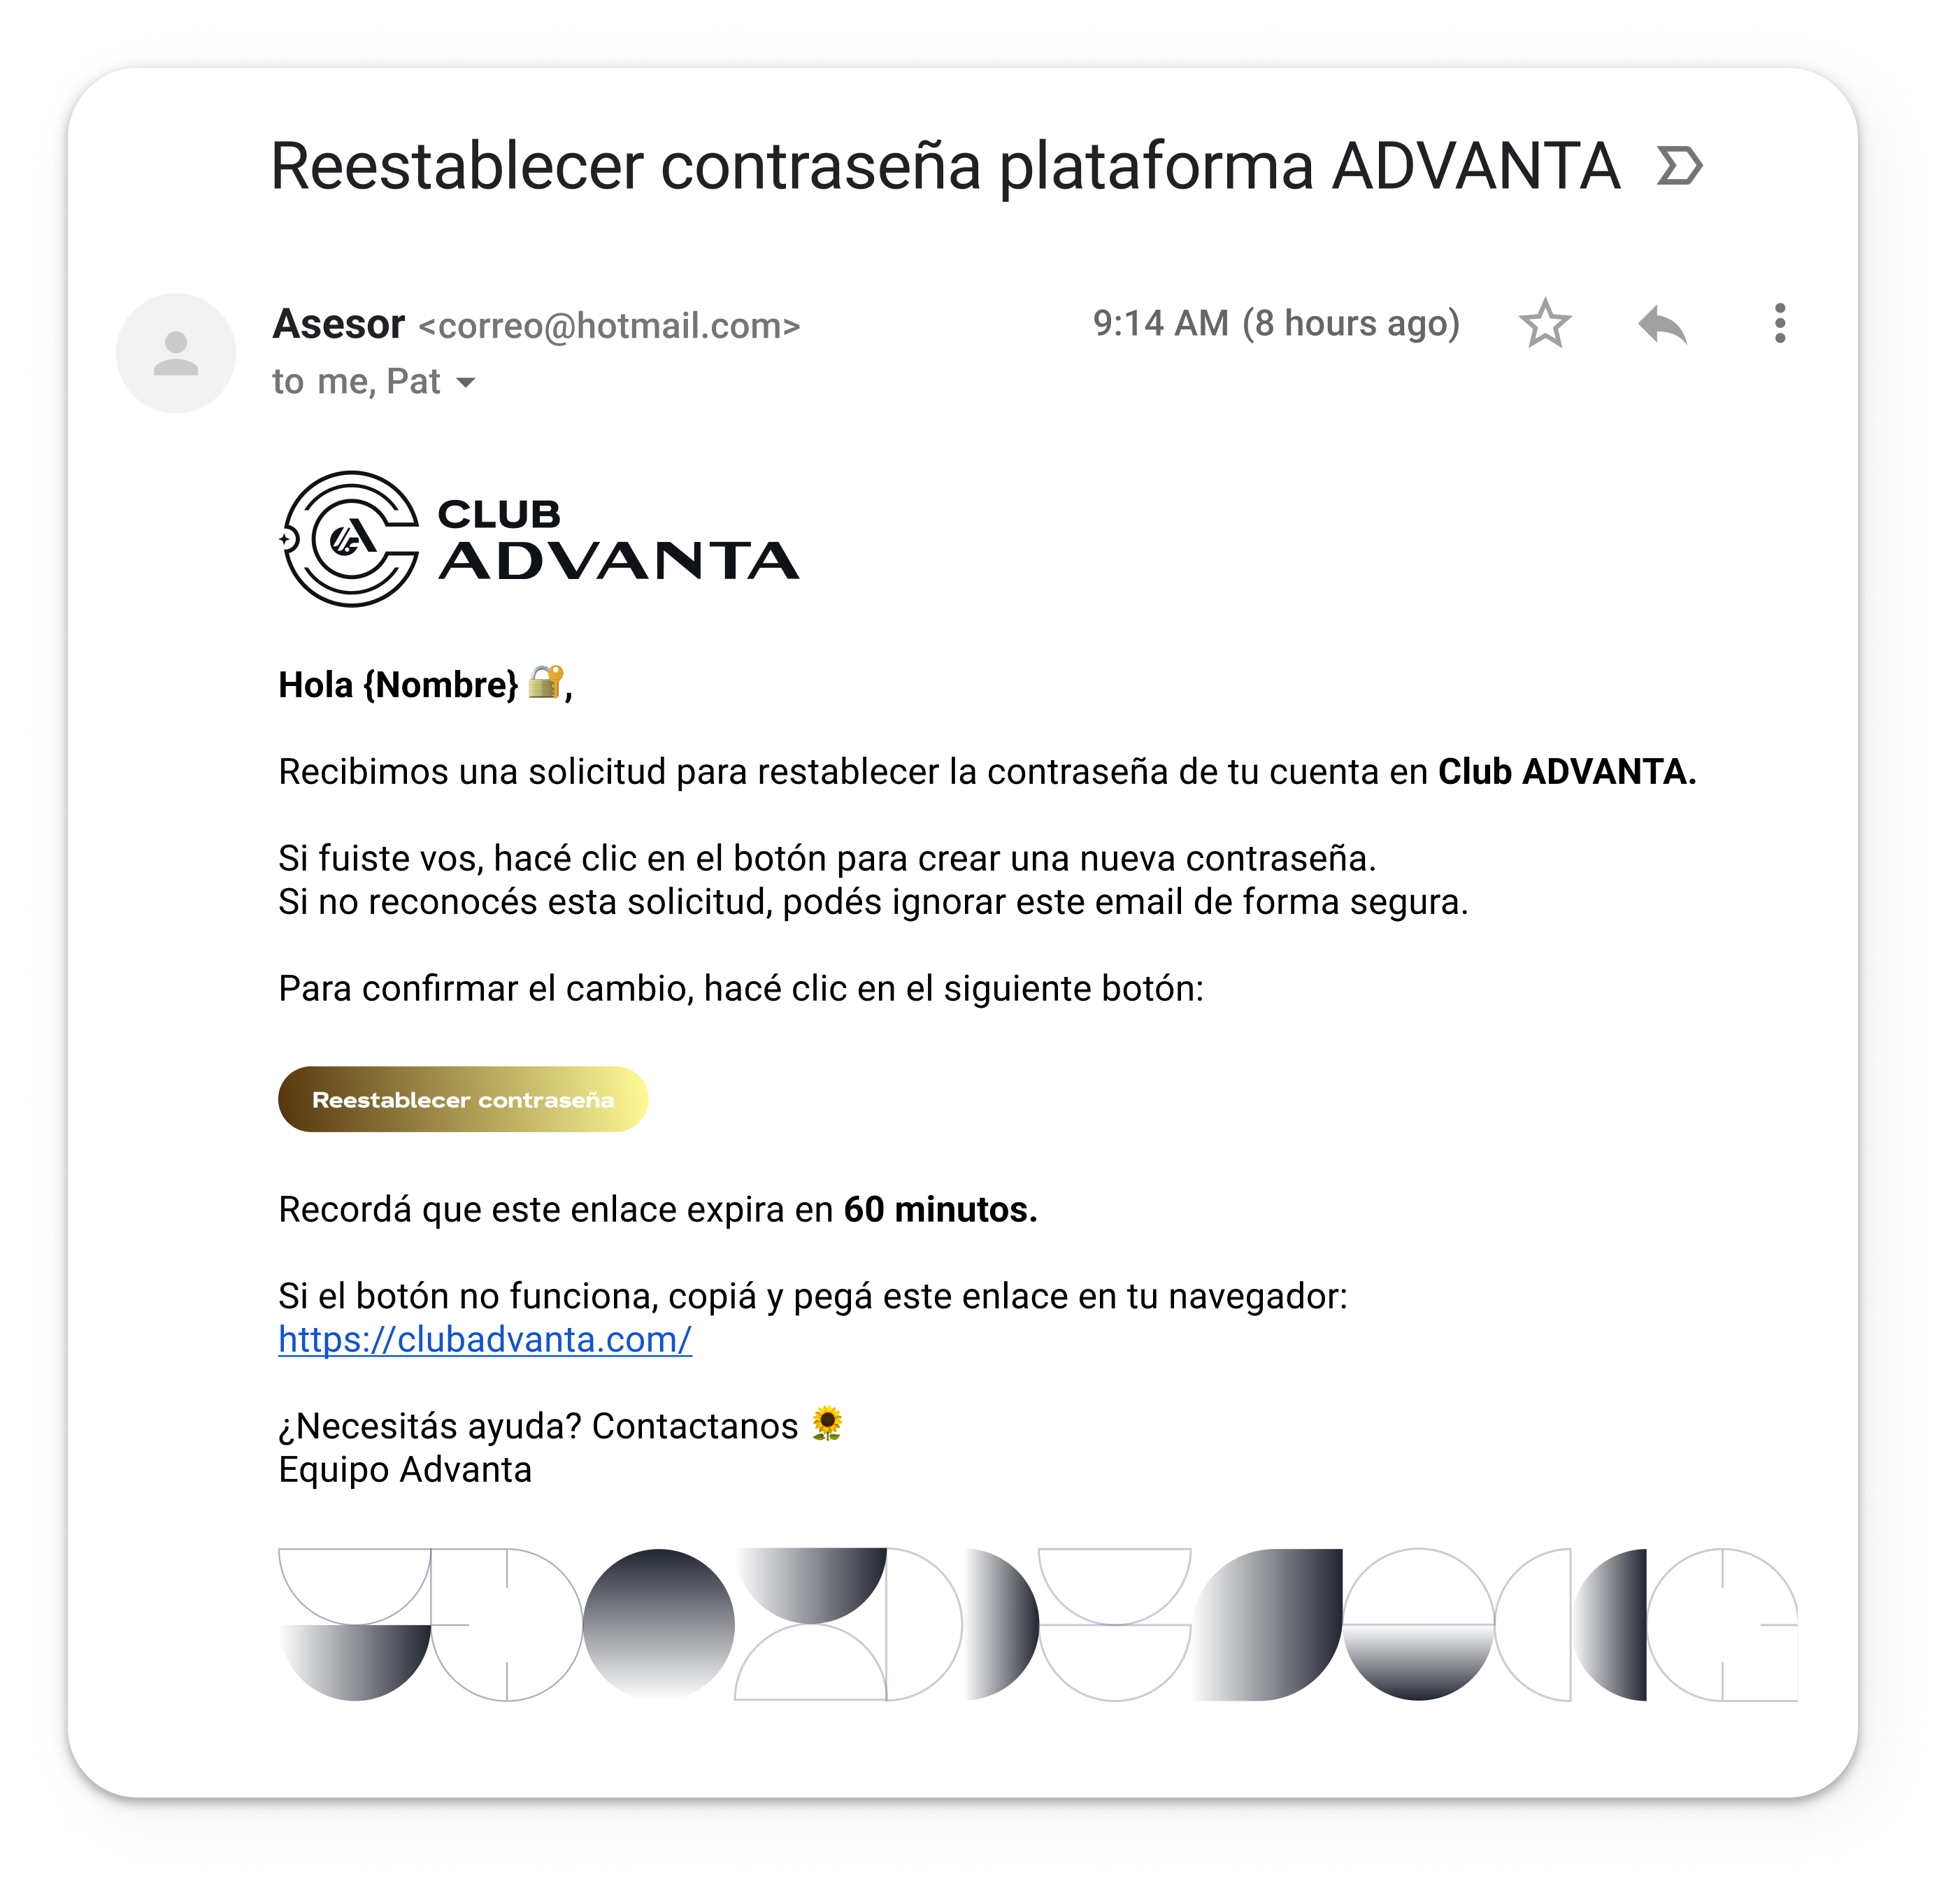 Reestablecer contraseña plataforma ADVANTA
Asesor <correo@hotmail.com>
9:14 AM (8 hours ago)
to me, Pat
CLUB
ADVANTA
Hola {Nombre} 🔐,
Recibimos una solicitud para restablecer la contraseña de tu cuenta en Club ADVANTA.
Si fuiste vos, hacé clic en el botón para crear una nueva contraseña.
Si no reconocés esta solicitud, podés ignorar este email de forma segura.
Para confirmar el cambio, hacé clic en el siguiente botón:
Reestablecer contraseña
Recordá que este enlace expira en 60 minutos.
Si el botón no funciona, copiá y pegá este enlace en tu navegador:
https://clubadvanta.com/
¿Necesitás ayuda? Contactanos 🌻
Equipo Advanta